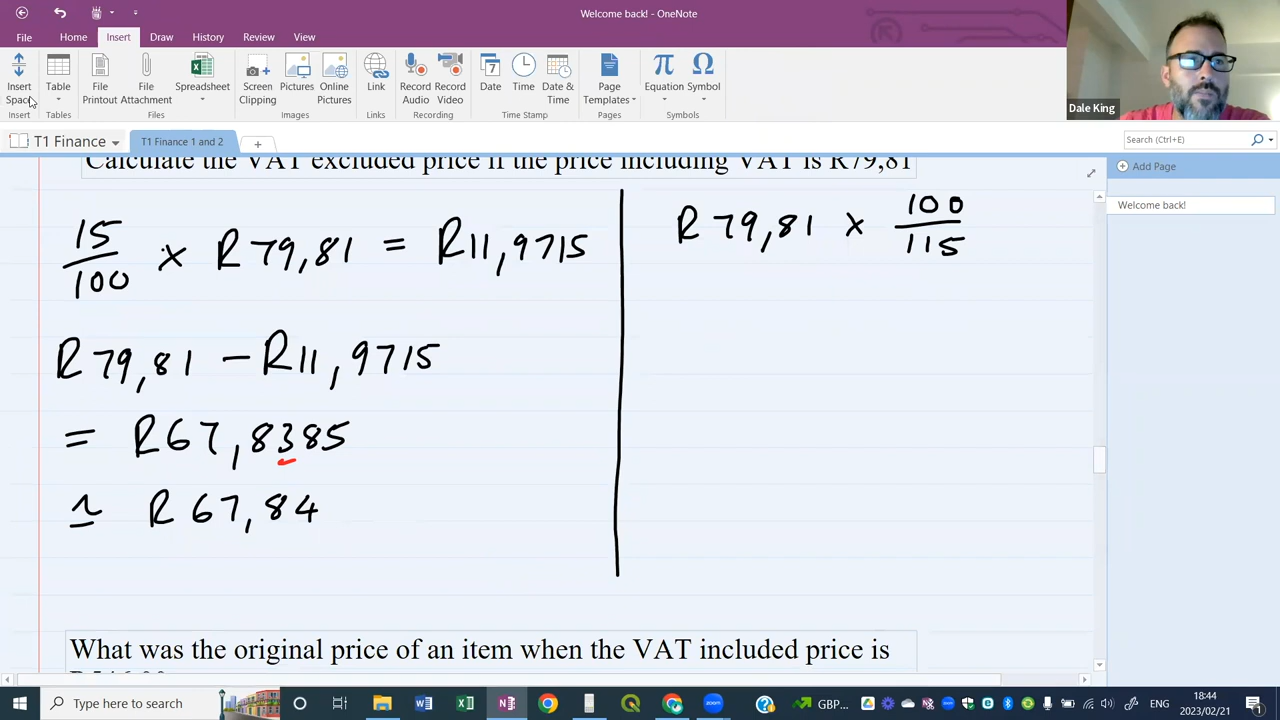 Welcome back! - OneNote
File Home Insert Draw History Review View
Insert Space
Table
File Printout
File Attachment
Spreadsheet
Screen Clipping
Pictures
Online Pictures
Link
Record Audio
Record Video
Date
Time
Date & Time
Page Templates
Equation
Symbol
Insert Tables Files Images Links Recording Time Stamp Pages Symbols
Dale King
T1 Finance
T1 Finance 1 and 2
Search (Ctrl+E)
Add Page
Welcome back!
Calculate the VAT excluded price if the price including VAT is R79,81
15/100 × R79,81 = R11,9715
R79,81 − R11,9715
= R67,8385
≃ R67,84
R79,81 × 100/115
What was the original price of an item when the VAT included price is
Type here to search
GBP...
ENG
18:44
2023/02/21
1